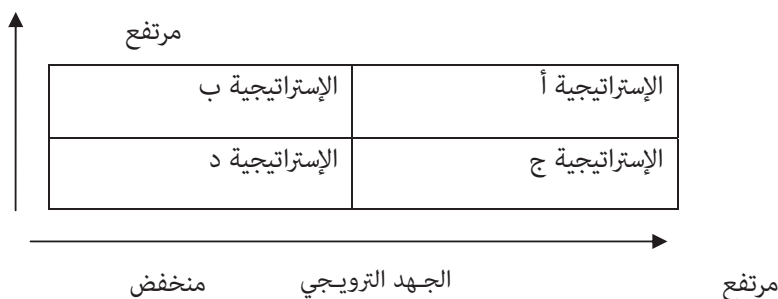 مرتفع
الإستراتيجية أ الإستراتيجية ب
الإستراتيجية ج الإستراتيجية د
مرتفع الجهد الترويجي منخفض